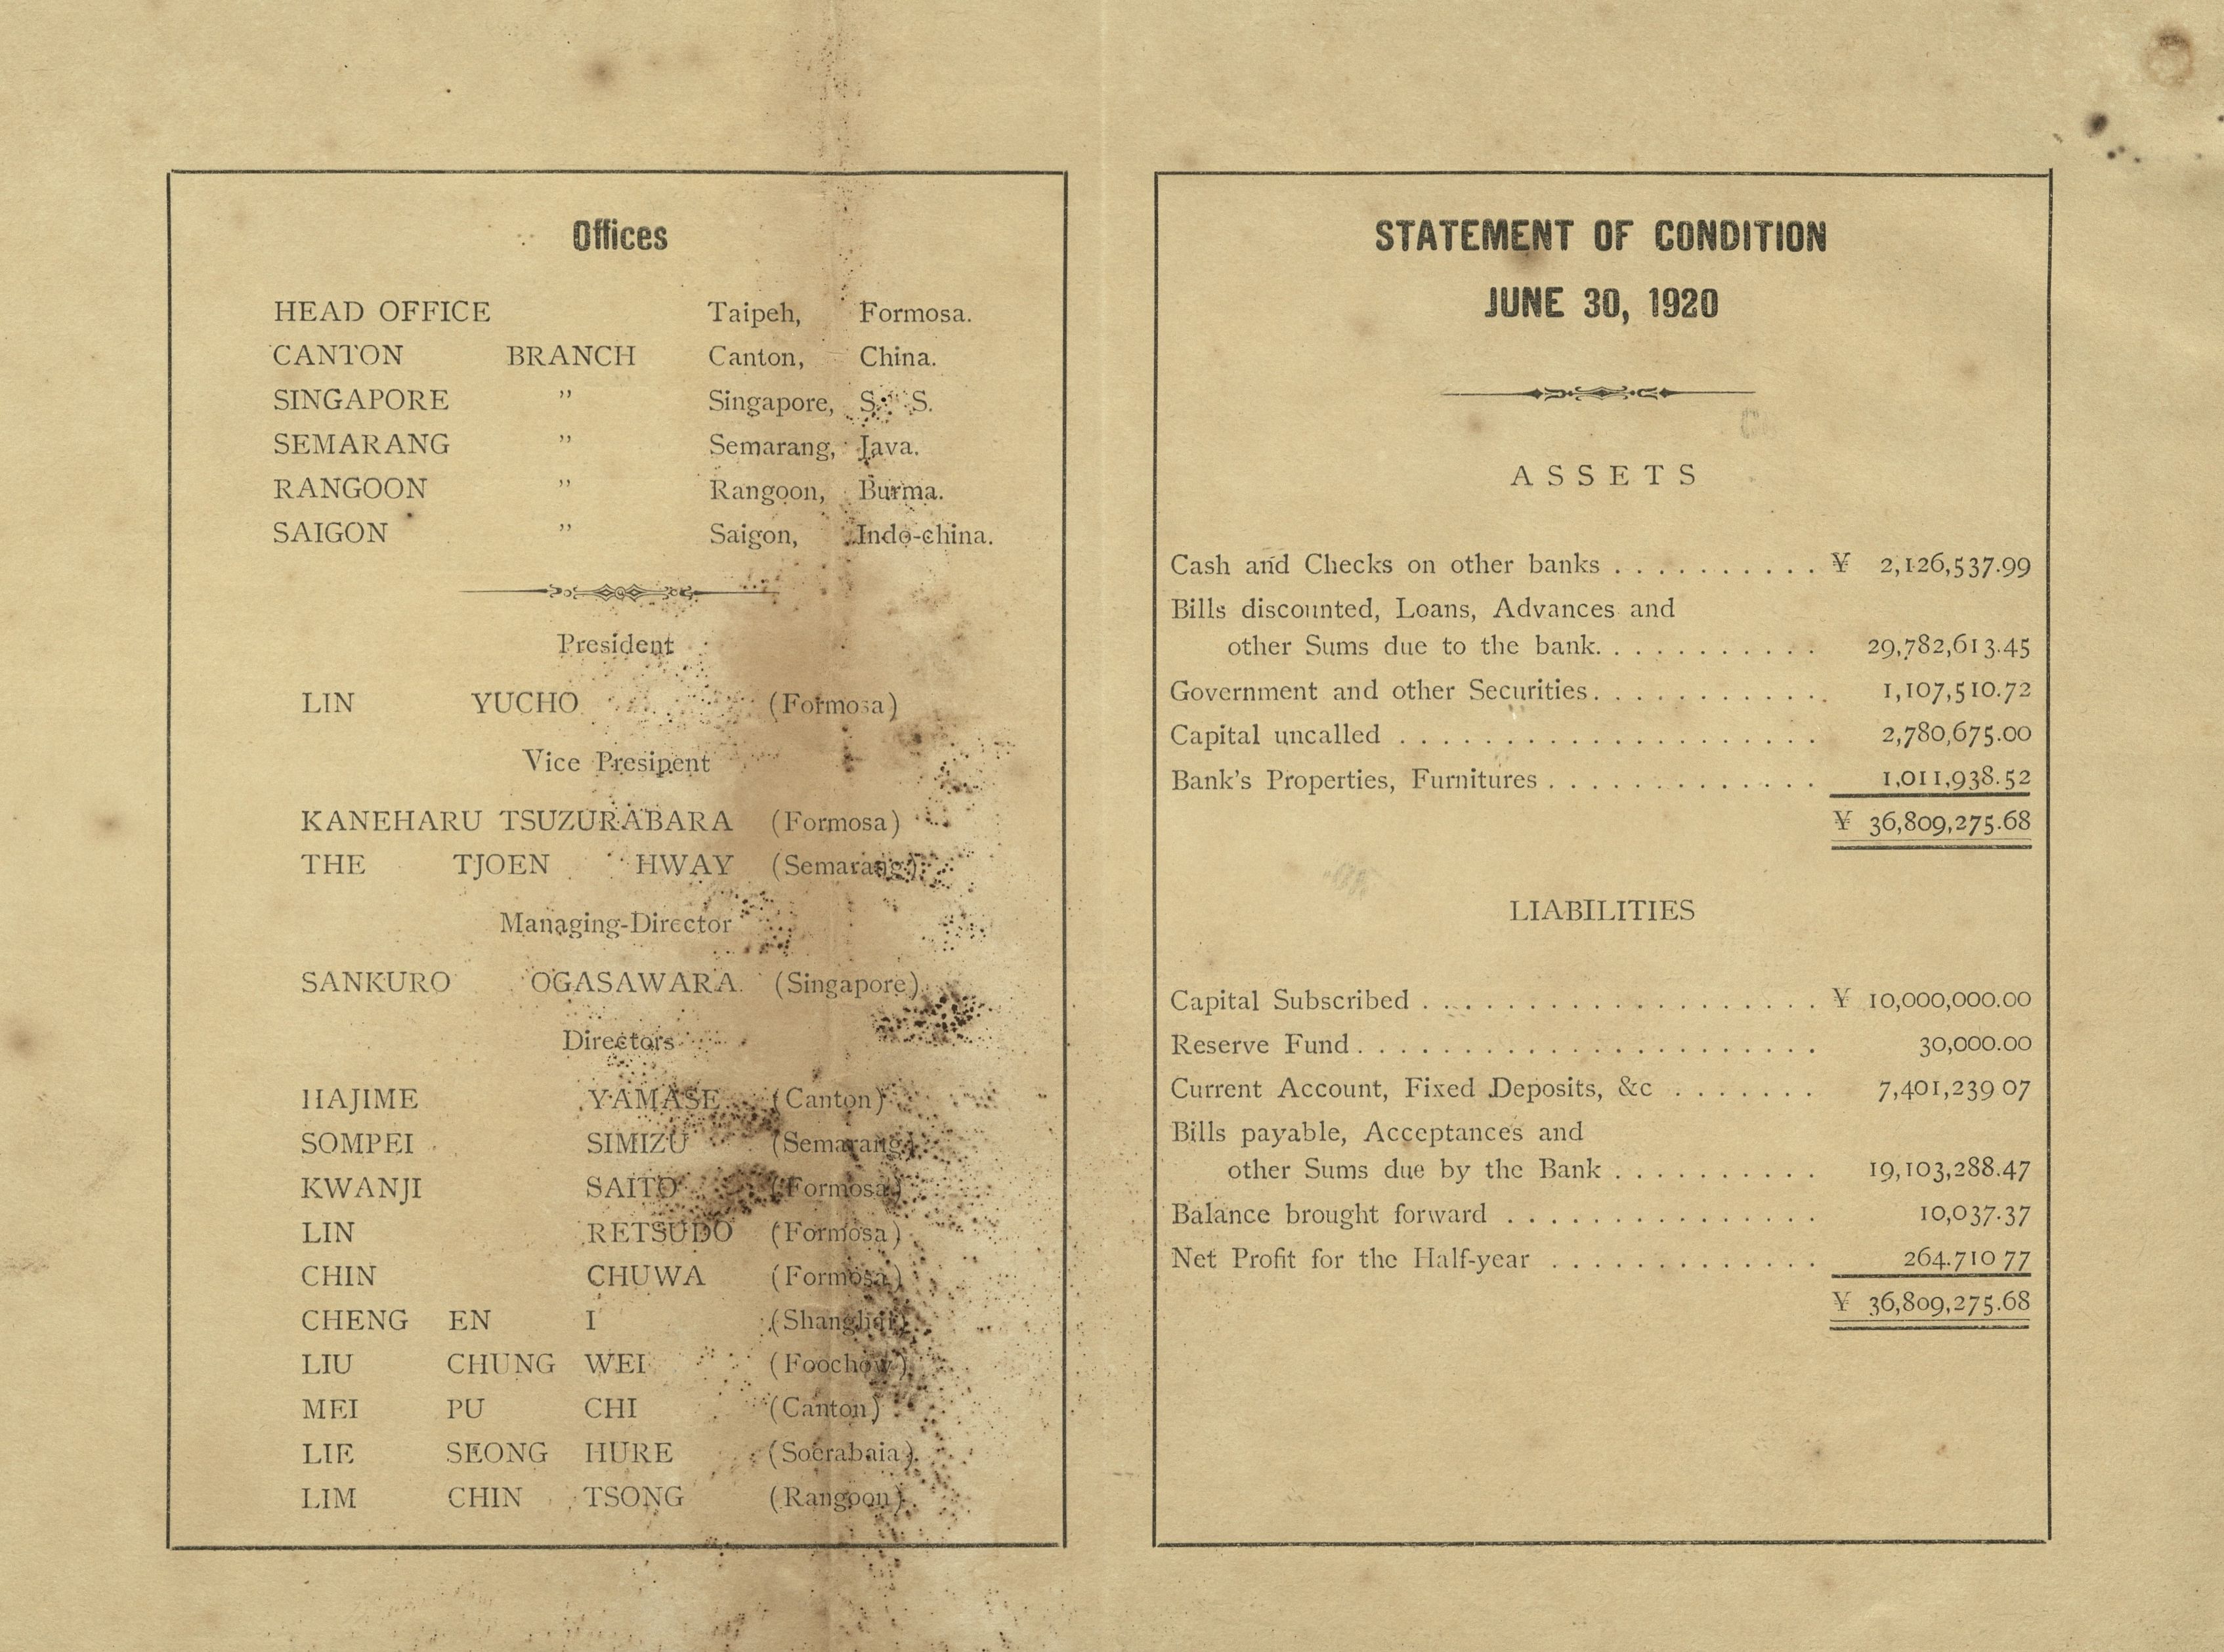 Offices
HEAD OFFICE Taipeh, Formosa.
CANTON BRANCH Canton, China.
SINGAPORE ” Singapore, S. S.
SEMARANG ” Semarang, Java.
RANGOON ” Rangoon, Burma.
SAIGON ” Saigon, Indo-china.
President
LIN YUCHO (Formosa)
Vice Presipent
KANEHARU TSUZURABARA (Formosa)
THE TJOEN HWAY (Semarang)
Managing-Director
SANKURO OGASAWARA. (Singapore)
Directors
HAJIME YAMASE (Canton)
SOMPEI SIMIZU (Semarang)
KWANJI SAITO (Formosa)
LIN RETSUDO (Formosa)
CHIN CHUWA (Formosa)
CHENG EN I (Shanghai)
LIU CHUNG WEI (Foochow)
MEI PU CHI (Canton)
LIE SEONG HURE (Soerabaia)
LIM CHIN TSONG (Rangoon)
STATEMENT OF CONDITION
JUNE 30, 1920
ASSETS
Cash and Checks on other banks . . . . . . . . . . ¥ 2,126,537.99
Bills discounted, Loans, Advances and
other Sums due to the bank. . . . . . . . . . 29,782,613.45
Government and other Securities. . . . . . . . . . . 1,107,510.72
Capital uncalled . . . . . . . . . . . . . . . . . . . . 2,780,675.00
Bank's Properties, Furnitures . . . . . . . . . . . . . 1,011,938.52
¥ 36,809,275.68
LIABILITIES
Capital Subscribed . . . . . . . . . . . . . . . . . . . ¥ 10,000,000.00
Reserve Fund. . . . . . . . . . . . . . . . . . . . . . 30,000.00
Current Account, Fixed Deposits, &c . . . . . . . 7,401,239 07
Bills payable, Acceptances and
other Sums due by the Bank . . . . . . . . . . 19,103,288.47
Balance brought forward . . . . . . . . . . . . . . . 10,037.37
Net Profit for the Half-year . . . . . . . . . . . . . 264.710 77
¥ 36,809,275.68